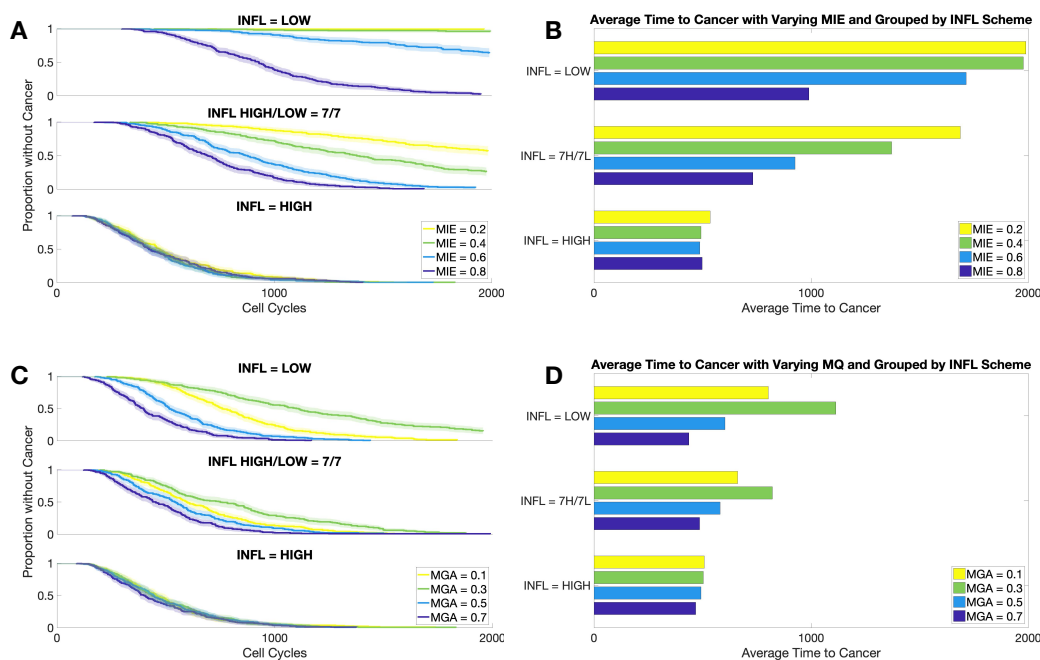 A
INFL = LOW
1
0.5
0
INFL HIGH/LOW = 7/7
1
0.5
0
INFL = HIGH
1
0.5
0
MIE = 0.2
MIE = 0.4
MIE = 0.6
MIE = 0.8
0 1000 2000
Cell Cycles
Proportion without Cancer
B
Average Time to Cancer with Varying MIE and Grouped by INFL Scheme
INFL = LOW
INFL = 7H/7L
INFL = HIGH
MIE = 0.2
MIE = 0.4
MIE = 0.6
MIE = 0.8
0 1000 2000
Average Time to Cancer
C
INFL = LOW
1
0.5
0
INFL HIGH/LOW = 7/7
1
0.5
0
INFL = HIGH
1
0.5
0
MGA = 0.1
MGA = 0.3
MGA = 0.5
MGA = 0.7
0 1000 2000
Cell Cycles
Proportion without Cancer
D
Average Time to Cancer with Varying MQ and Grouped by INFL Scheme
INFL = LOW
INFL = 7H/7L
INFL = HIGH
MGA = 0.1
MGA = 0.3
MGA = 0.5
MGA = 0.7
0 1000 2000
Average Time to Cancer